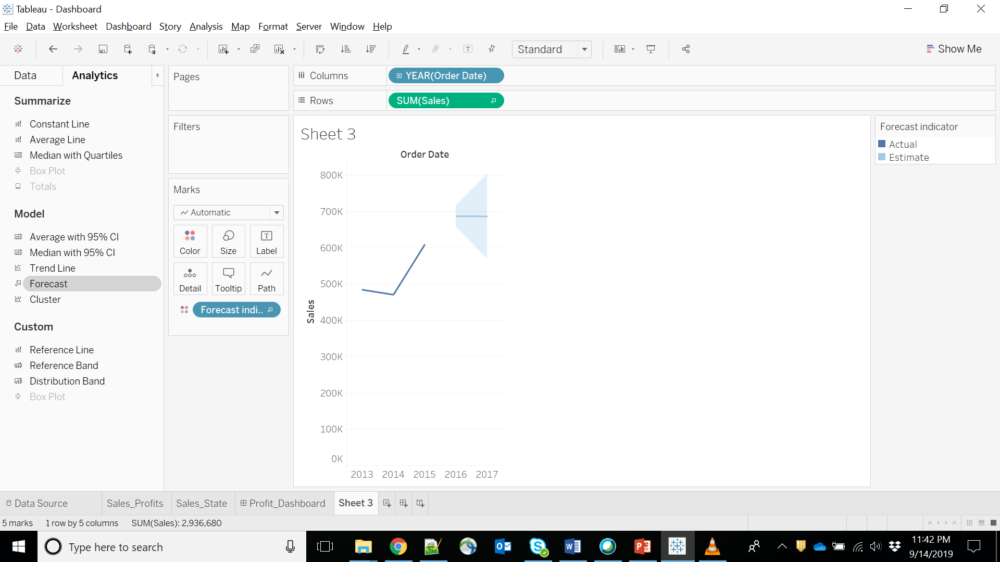 Tableau - Dashboard
File Data Worksheet Dashboard Story Analysis Map Format Server Window Help
Standard
Show Me
Data Analytics
Summarize
Constant Line
Average Line
Median with Quartiles
Box Plot
Totals
Model
Average with 95% CI
Median with 95% CI
Trend Line
Forecast
Cluster
Custom
Reference Line
Reference Band
Distribution Band
Box Plot
Pages
Filters
Marks
Automatic
Color Size Label
Detail Tooltip Path
Forecast indi..
Columns YEAR(Order Date)
Rows SUM(Sales)
Sheet 3
Order Date
800K
700K
600K
500K
400K
300K
200K
100K
0K
Sales
2013 2014 2015 2016 2017
Forecast indicator
Actual
Estimate
Data Source Sales_Profits Sales_State Profit_Dashboard Sheet 3
5 marks 1 row by 5 columns SUM(Sales): 2,936,680
Type here to search
11:42 PM
9/14/2019